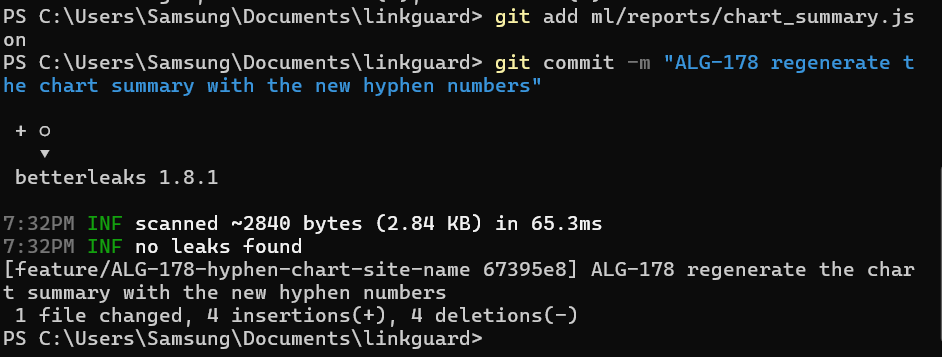 PS C:\Users\Samsung\Documents\linkguard> git add ml/reports/chart_summary.js
on
PS C:\Users\Samsung\Documents\linkguard> git commit -m "ALG-178 regenerate t
he chart summary with the new hyphen numbers"
+ o
▾
betterleaks 1.8.1
7:32PM INF scanned ~2840 bytes (2.84 KB) in 65.3ms
7:32PM INF no leaks found
[feature/ALG-178-hyphen-chart-site-name 67395e8] ALG-178 regenerate the char
t summary with the new hyphen numbers
1 file changed, 4 insertions(+), 4 deletions(-)
PS C:\Users\Samsung\Documents\linkguard>